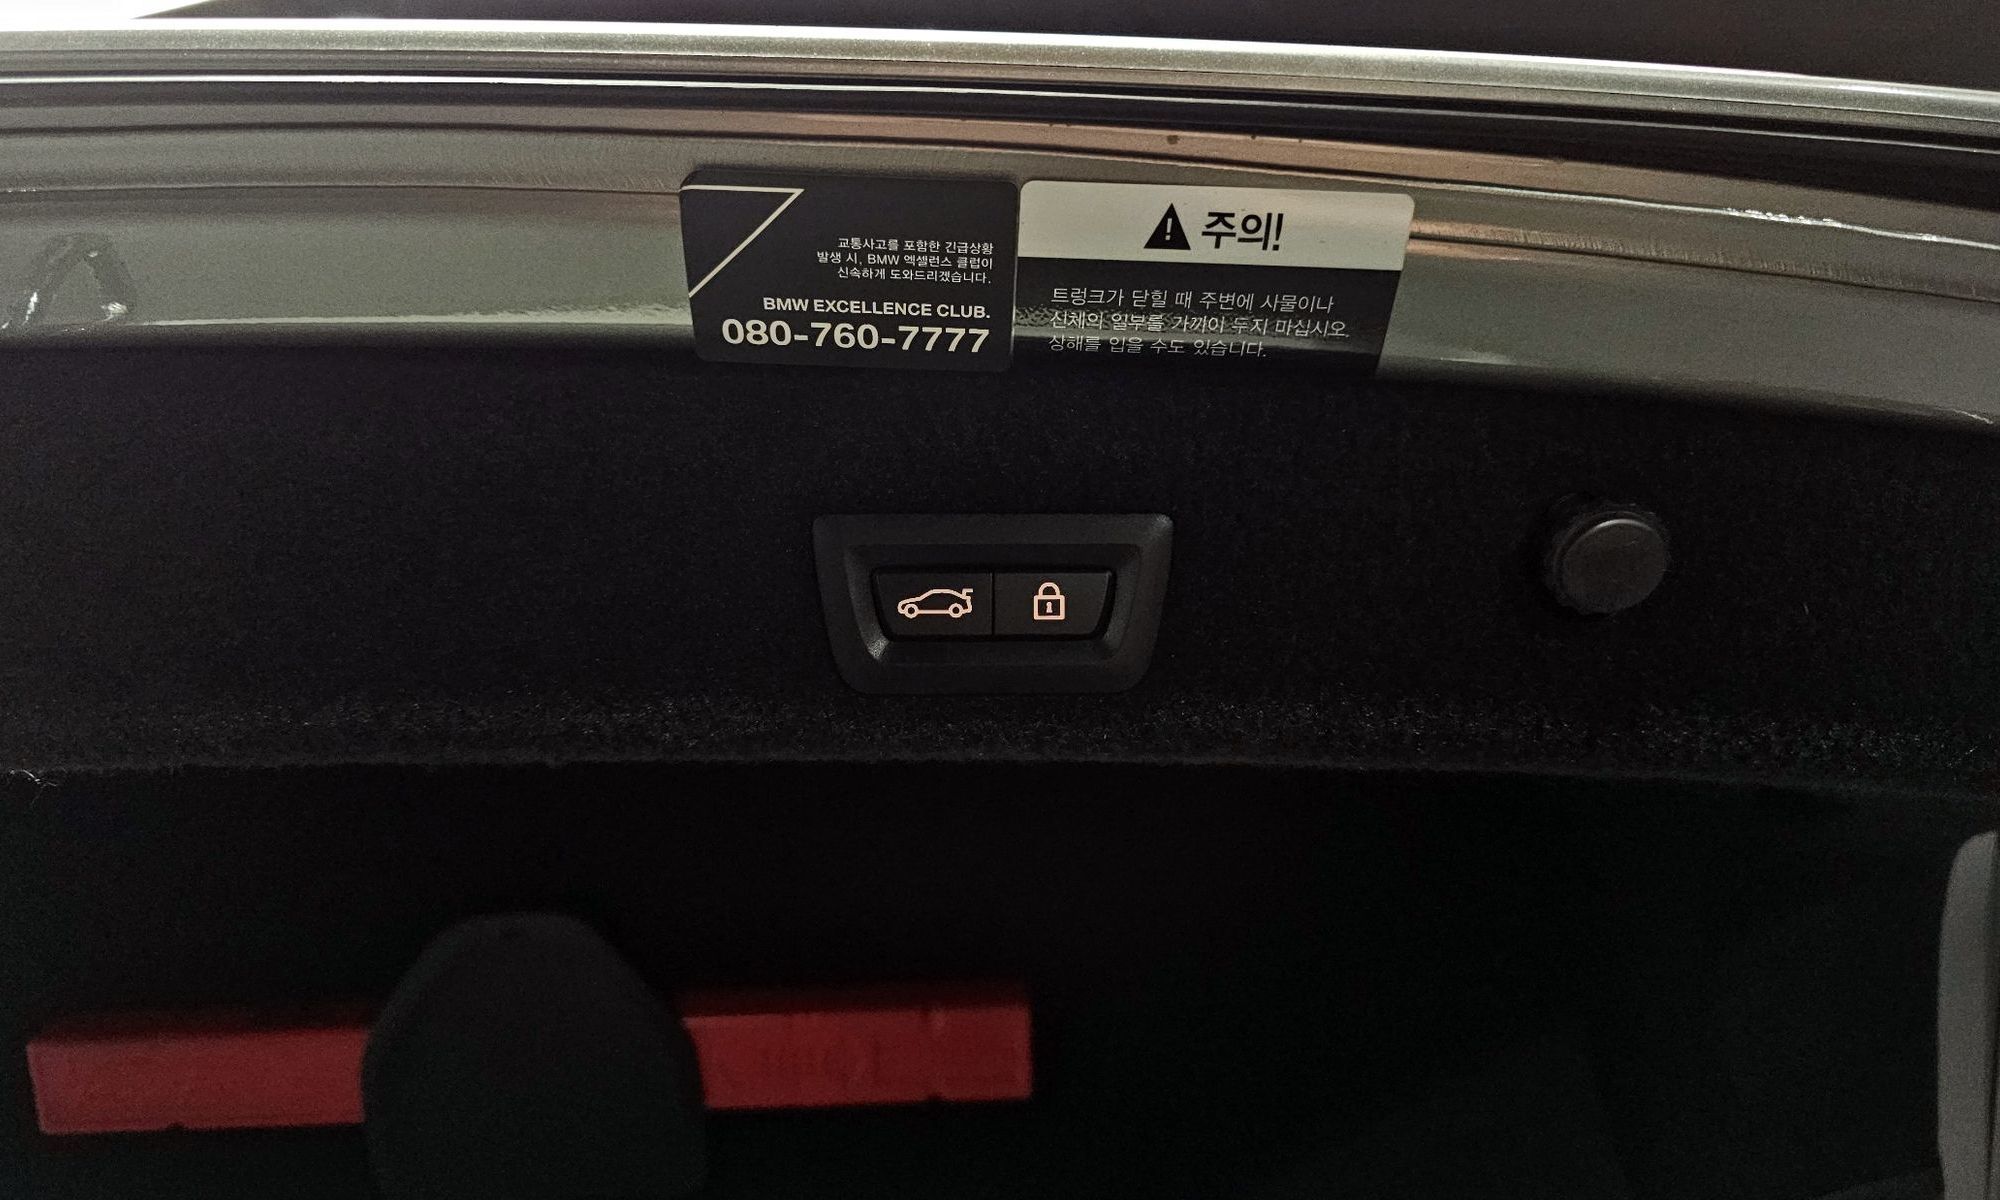 교통사고를 포함한 긴급상황
발생 시, BMW 엑셀런스 클럽이
신속하게 도와드리겠습니다.
BMW EXCELLENCE CLUB.
080-760-7777
주의!
트렁크가 닫힐 때 주변에 사물이나
신체의 일부를 가까이 두지 마십시오.
상해를 입을 수도 있습니다.